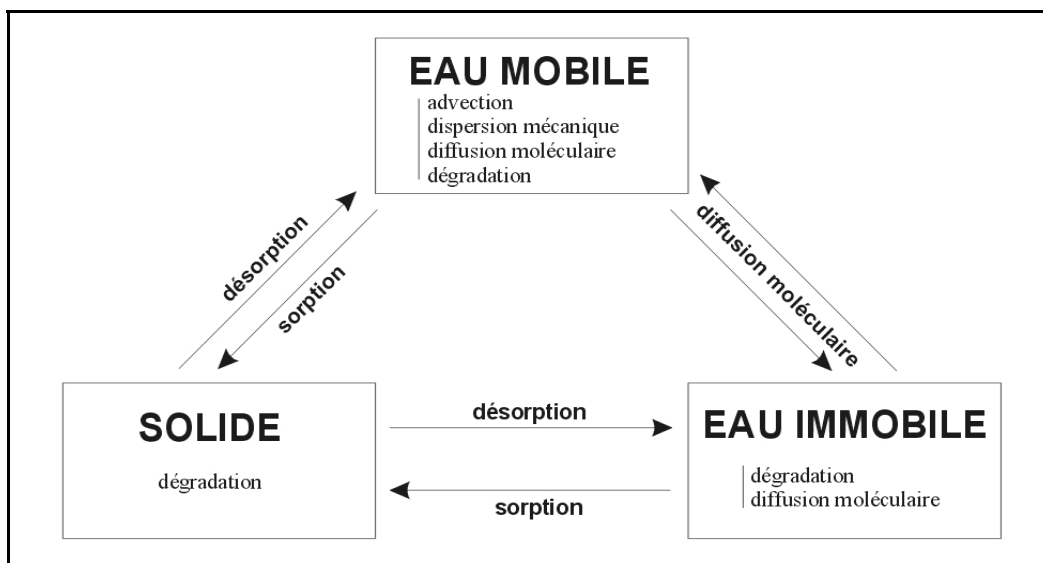 EAU MOBILE
advection
dispersion mécanique
diffusion moléculaire
dégradation
désorption
sorption
diffusion moléculaire
SOLIDE
dégradation
désorption
sorption
EAU IMMOBILE
dégradation
diffusion moléculaire